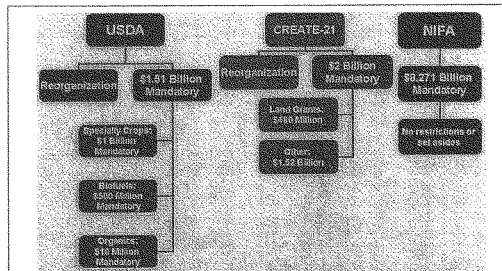 USDA
Reorganization
$1.51 Billion
Mandatory
Specialty Crops:
$1 Billion
Mandatory
Biofuels:
$500 Million
Mandatory
Organics:
$10 Million
Mandatory
CREATE-21
Reorganization
$2 Billion
Mandatory
Land Grants:
$480 Million
Other:
$1.52 Billion
NIFA
$8.271 Billion
Mandatory
No restrictions or
set asides